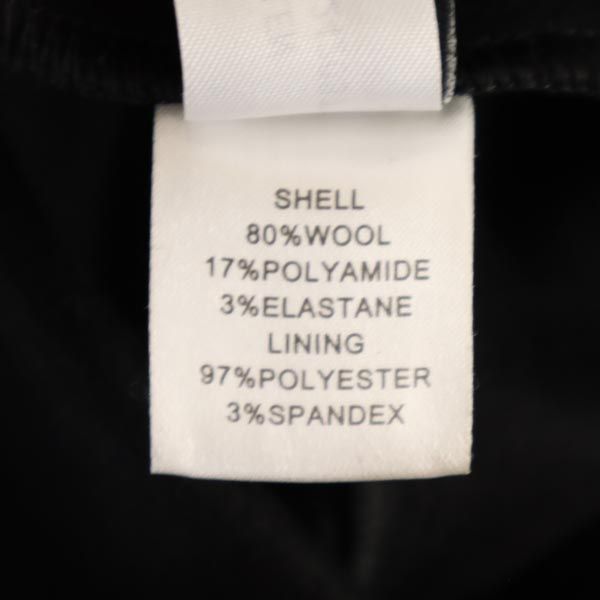 SHELL
80%WOOL
17%POLYAMIDE
3%ELASTANE
LINING
97%POLYESTER
3%SPANDEX